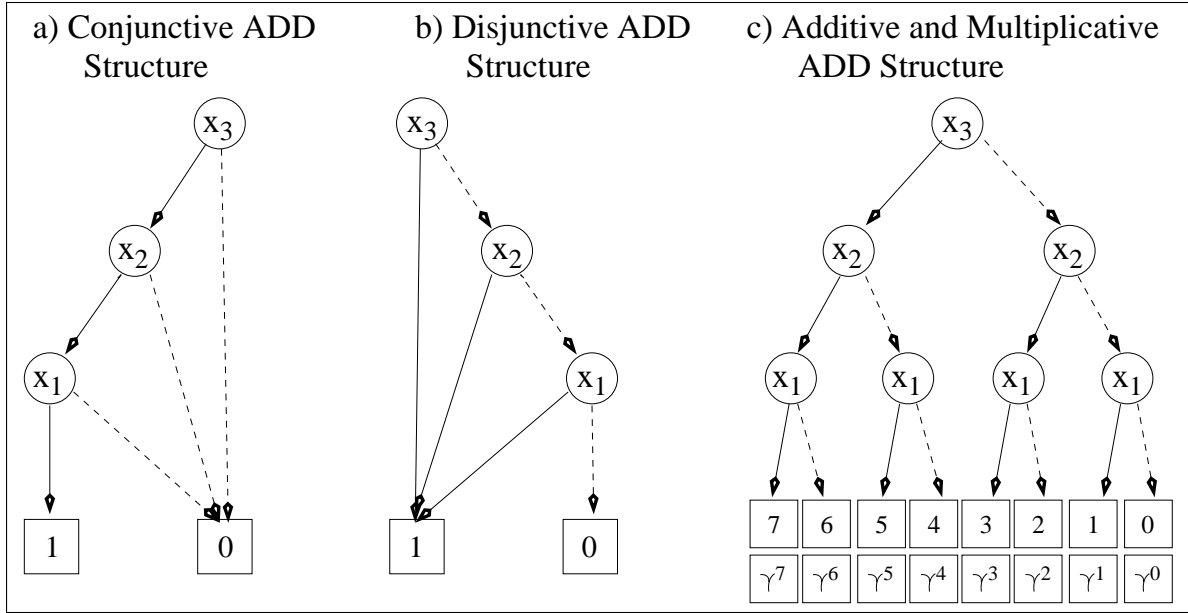 a) Conjunctive ADD Structure
b) Disjunctive ADD Structure
c) Additive and Multiplicative ADD Structure
x₃
x₂
x₁
1 0
x₃
x₂
x₁
1 0
x₃
x₂ x₂
x₁ x₁ x₁ x₁
7 6 5 4 3 2 1 0
γ⁷ γ⁶ γ⁵ γ⁴ γ³ γ² γ¹ γ⁰